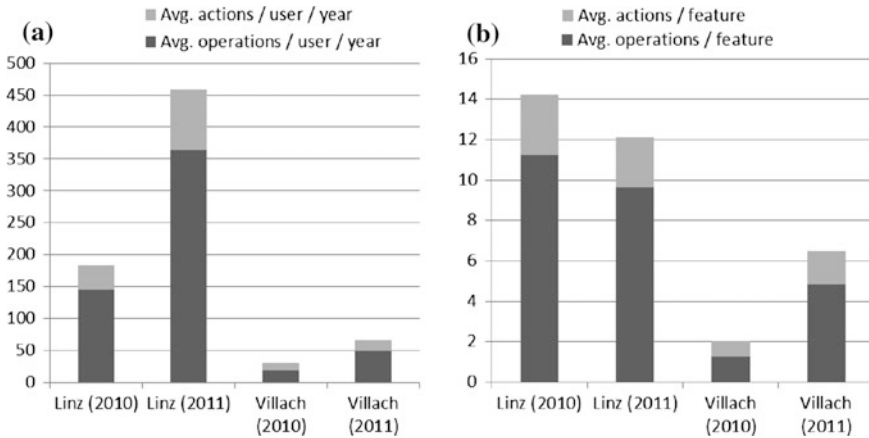 (a)
Avg. actions / user / year
Avg. operations / user / year
500
450
400
350
300
250
200
150
100
50
0
Linz (2010)
Linz (2011)
Villach (2010)
Villach (2011)
(b)
Avg. actions / feature
Avg. operations / feature
16
14
12
10
8
6
4
2
0
Linz (2010)
Linz (2011)
Villach
(2010)
Villach
(2011)